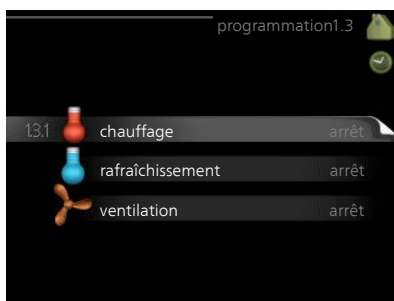 programmation1.3
1.3.1 chauffage arrêt
rafraîchissement arrêt
ventilation arrêt